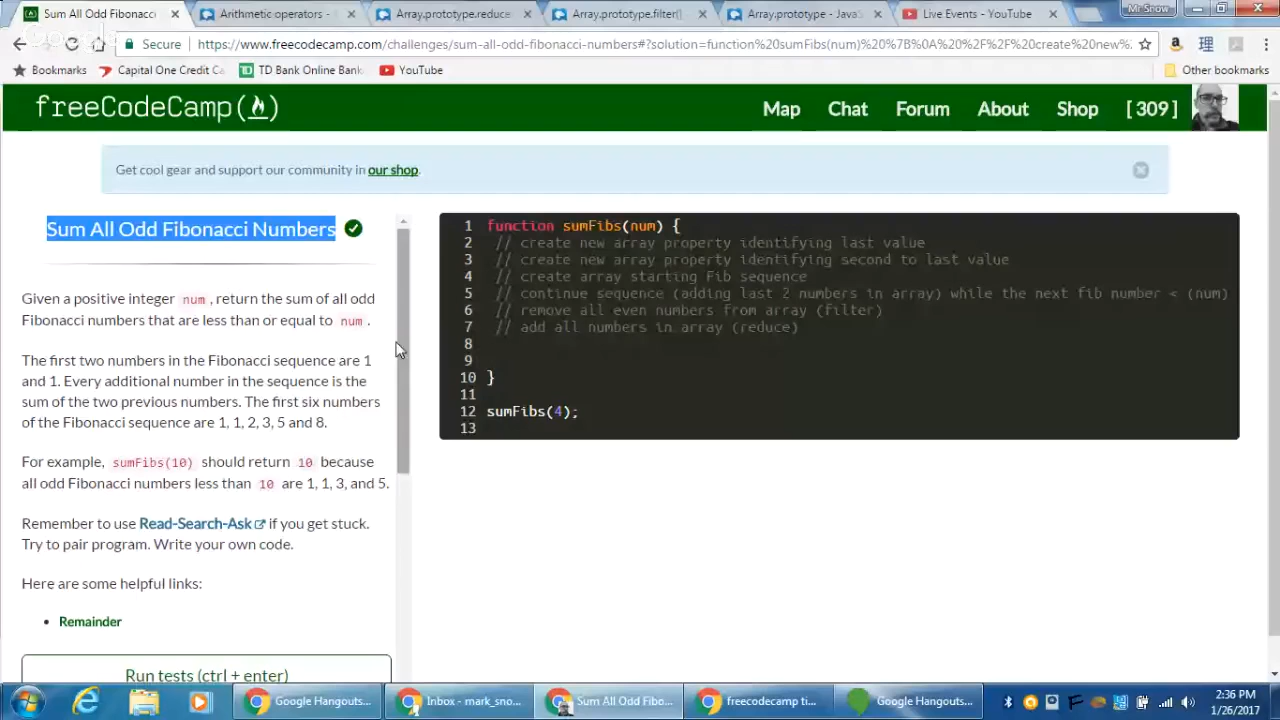 Sum All Odd Fibonacci
Arithmetic operators -
Array.prototype.reduce
Array.prototype.filter()
Array.prototype - JavaS
Live Events - YouTube
Mr Snow
Secure
https://www.freecodecamp.com/challenges/sum-all-odd-fibonacci-numbers#?solution=function%20sumFibs(num)%20%7B%0A%20%2F%2F%20create%20new%
Bookmarks
Capital One Credit C
TD Bank Online Bank
YouTube
Other bookmarks
freeCodeCamp
Map
Chat
Forum
About
Shop
[ 309 ]
Get cool gear and support our community in our shop.
Sum All Odd Fibonacci Numbers
Given a positive integer num, return the sum of all odd
Fibonacci numbers that are less than or equal to num.
The first two numbers in the Fibonacci sequence are 1
and 1. Every additional number in the sequence is the
sum of the two previous numbers. The first six numbers
of the Fibonacci sequence are 1, 1, 2, 3, 5 and 8.
For example, sumFibs(10) should return 10 because
all odd Fibonacci numbers less than 10 are 1, 1, 3, and 5.
Remember to use Read-Search-Ask if you get stuck.
Try to pair program. Write your own code.
Here are some helpful links:
• Remainder
Run tests (ctrl + enter)
1 function sumFibs(num) {
2 // create new array property identifying last value
3 // create new array property identifying second to last value
4 // create array starting Fib sequence
5 // continue sequence (adding last 2 numbers in array) while the next fib number < (num)
6 // remove all even numbers from array (filter)
7 // add all numbers in array (reduce)
8
9
10 }
11
12 sumFibs(4);
13
Google Hangouts...
Inbox - mark_sno...
Sum All Odd Fibo...
freecodecamp ti...
Google Hangouts...
2:36 PM
1/26/2017